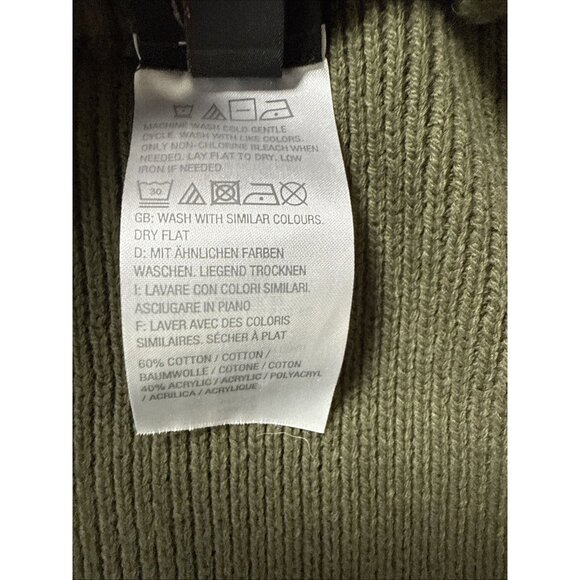 MACHINE WASH COLD GENTLE
CYCLE. WASH WITH LIKE COLORS.
ONLY NON-CHLORINE BLEACH WHEN
NEEDED. LAY FLAT TO DRY. LOW
IRON IF NEEDED
30
GB: WASH WITH SIMILAR COLOURS.
DRY FLAT
D: MIT ÄHNLICHEN FARBEN
WASCHEN. LIEGEND TROCKNEN
I: LAVARE CON COLORI SIMILARI.
ASCIUGARE IN PIANO
F: LAVER AVEC DES COLORIS
SIMILAIRES. SÉCHER À PLAT
60% COTTON / COTTON /
BAUMWOLLE / COTONE / COTON
40% ACRYLIC / ACRYLIC / POLYACRYL
/ ACRILICA / ACRYLIQUE /